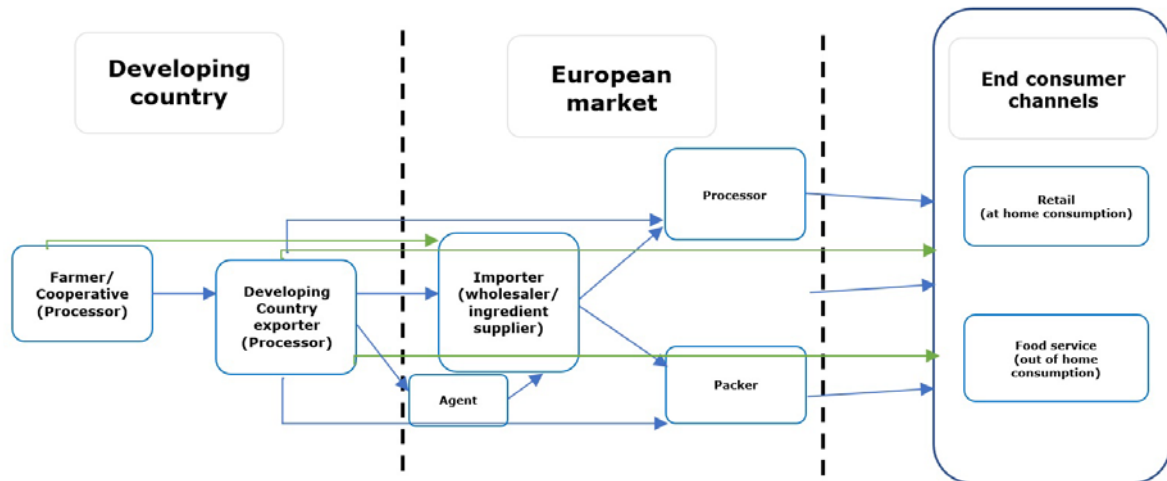 Developing
country
European
market
End consumer
channels
Processor
Retail
(at home consumption)
Farmer/
Cooperative
(Processor)
Developing
Country
exporter
(Processor)
Importer
(wholesaler/
ingredient
supplier)
Agent
Packer
Food service
(out of home
consumption)